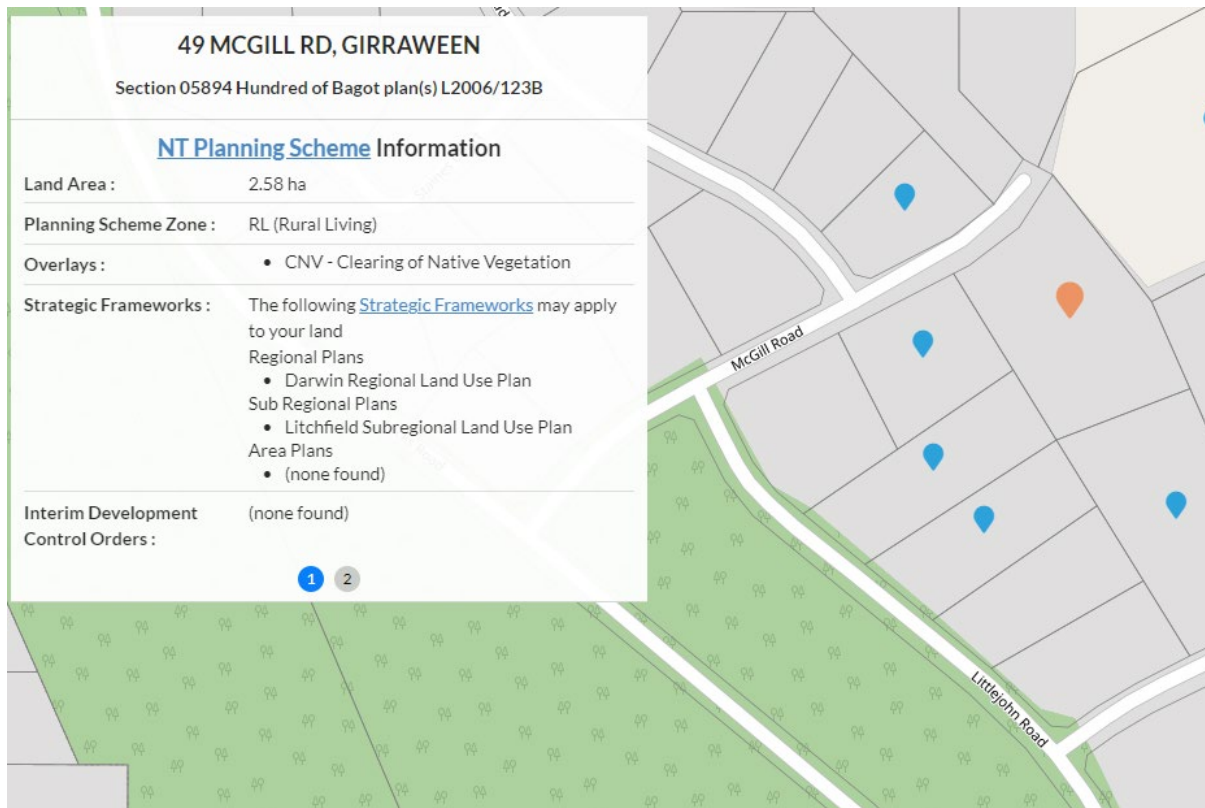 49 MCGILL RD, GIRRAWEEN
Section 05894 Hundred of Bagot plan(s) L2006/123B
NT Planning Scheme Information
Land Area : 2.58 ha
Planning Scheme Zone : RL (Rural Living)
Overlays : • CNV - Clearing of Native Vegetation
Strategic Frameworks : The following Strategic Frameworks may apply
to your land
Regional Plans
• Darwin Regional Land Use Plan
Sub Regional Plans
• Litchfield Subregional Land Use Plan
Area Plans
• (none found)
Interim Development (none found)
Control Orders :
1 2
McGill Road
Littlejohn Road